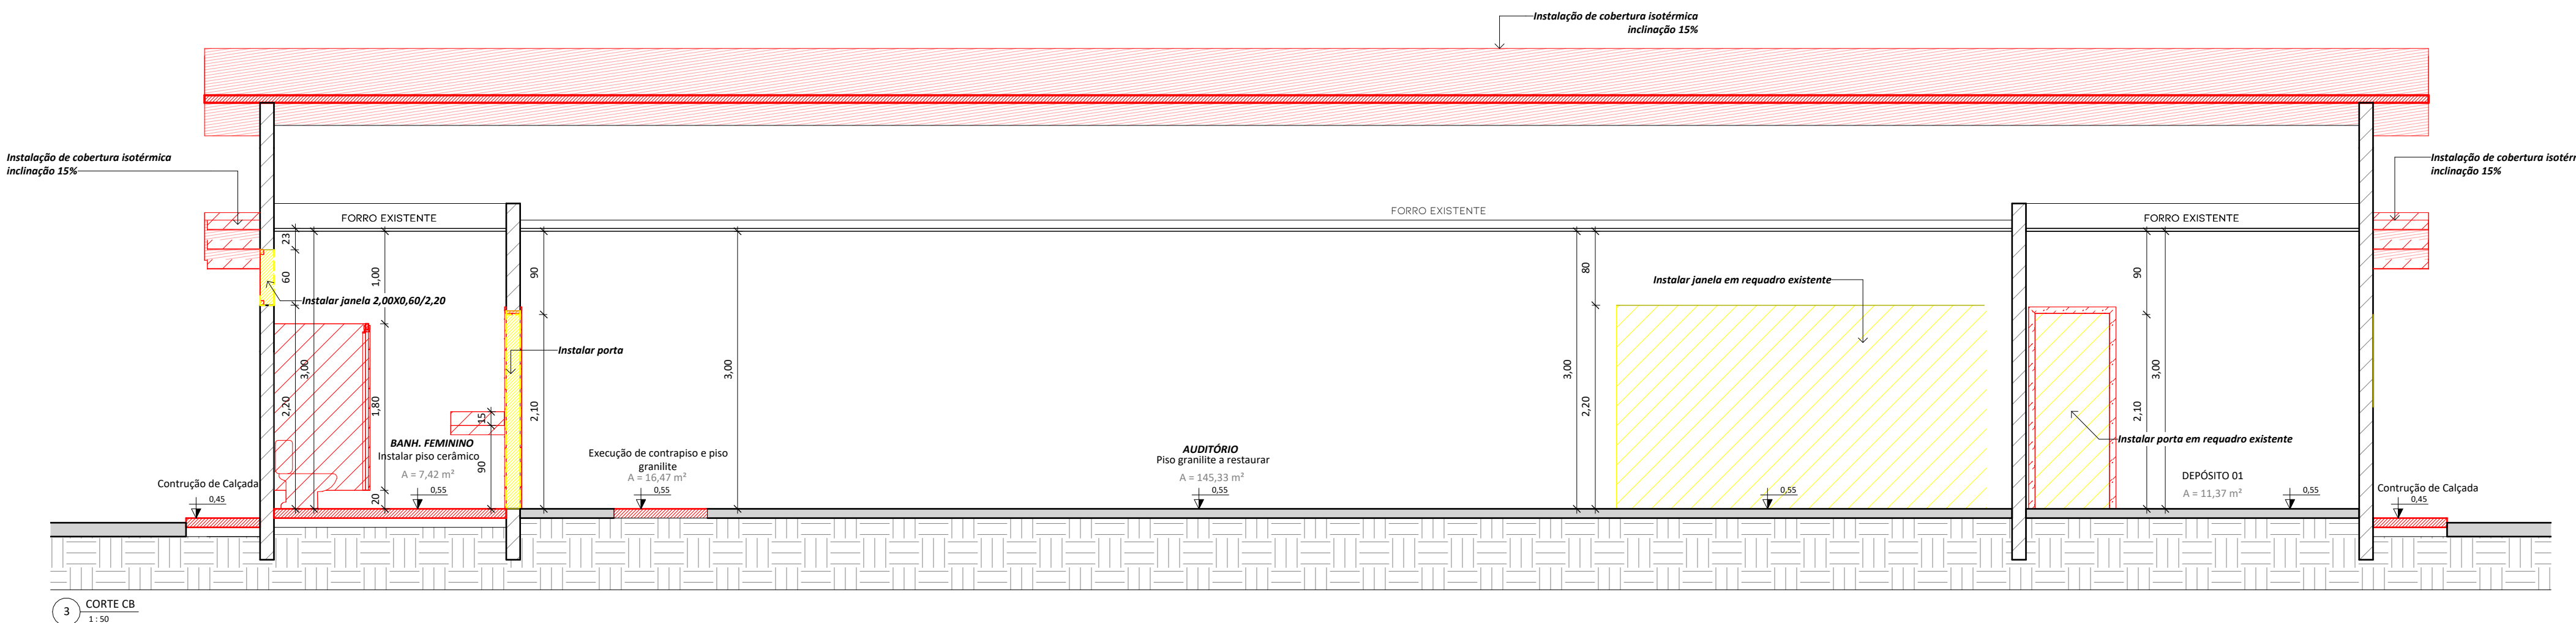 Instalação de cobertura isotérmica
inclinação 15%
Instalação de cobertura isotérmica
inclinação 15%
Instalação de cobertura isotér
inclinação 15%
FORRO EXISTENTE
FORRO EXISTENTE
FORRO EXISTENTE
23
60
2,20
3,00
1,00
1,80
20
Instalar janela 2,00X0,60/2,20
Instalar porta
15
90
90
2,10
3,00
3,00
80
2,20
Instalar janela em requadro existente
90
2,10
3,00
Instalar porta em requadro existente
BANH. FEMININO
Instalar piso cerâmico
A = 7,42 m²
0,55
Execução de contrapiso e piso
granilite
A = 16,47 m²
0,55
AUDITÓRIO
Piso granilite a restaurar
A = 145,33 m²
0,55
0,55
DEPÓSITO 01
A = 11,37 m²
0,55
Contrução de Calçada
0,45
Contrução de Calçada
0,45
3
CORTE CB
1 : 50